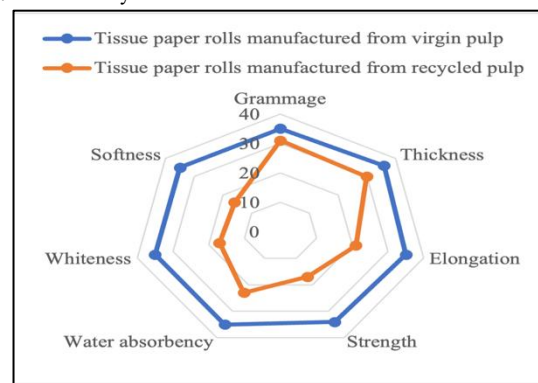 Tissue paper rolls manufactured from virgin pulp
Tissue paper rolls manufactured from recycled pulp
Grammage
40
30
20
10
0
Softness
Thickness
Whiteness
Elongation
Water absorbency
Strength